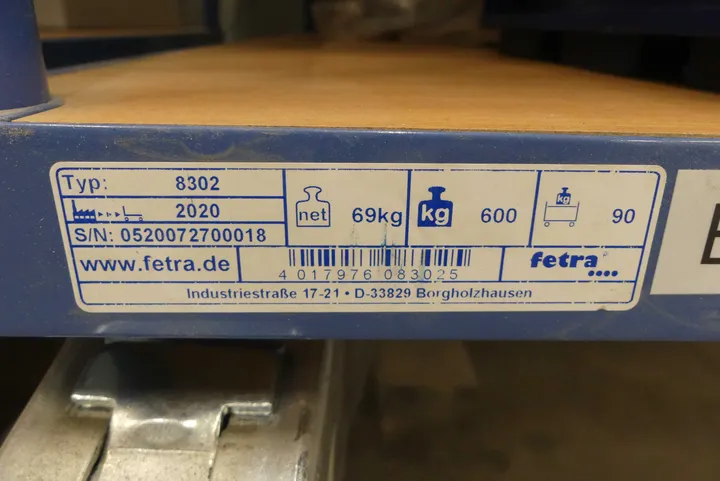 Typ: 8302
2020
S/N: 0520072700018
net 69kg
kg 600
kg 90
www.fetra.de
4 017976 083025
fetra
Industriestraße 17-21 • D-33829 Borgholzhausen